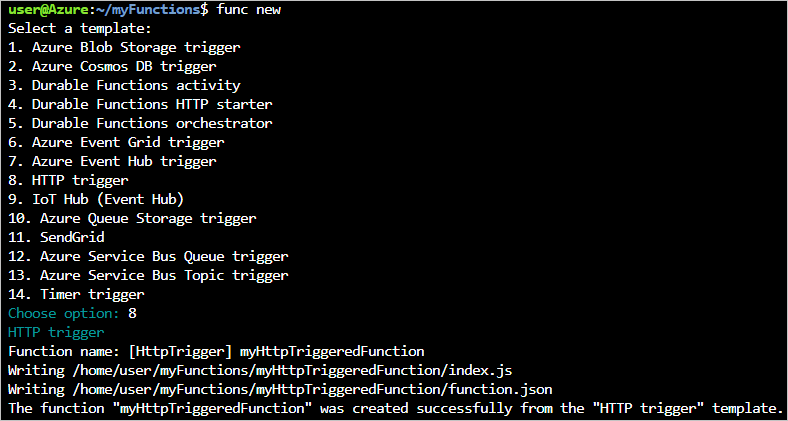 user@Azure:~/myFunctions$ func new
Select a template:
1. Azure Blob Storage trigger
2. Azure Cosmos DB trigger
3. Durable Functions activity
4. Durable Functions HTTP starter
5. Durable Functions orchestrator
6. Azure Event Grid trigger
7. Azure Event Hub trigger
8. HTTP trigger
9. IoT Hub (Event Hub)
10. Azure Queue Storage trigger
11. SendGrid
12. Azure Service Bus Queue trigger
13. Azure Service Bus Topic trigger
14. Timer trigger
Choose option: 8
HTTP trigger
Function name: [HttpTrigger] myHttpTriggeredFunction
Writing /home/user/myFunctions/myHttpTriggeredFunction/index.js
Writing /home/user/myFunctions/myHttpTriggeredFunction/function.json
The function "myHttpTriggeredFunction" was created successfully from the "HTTP trigger" template.